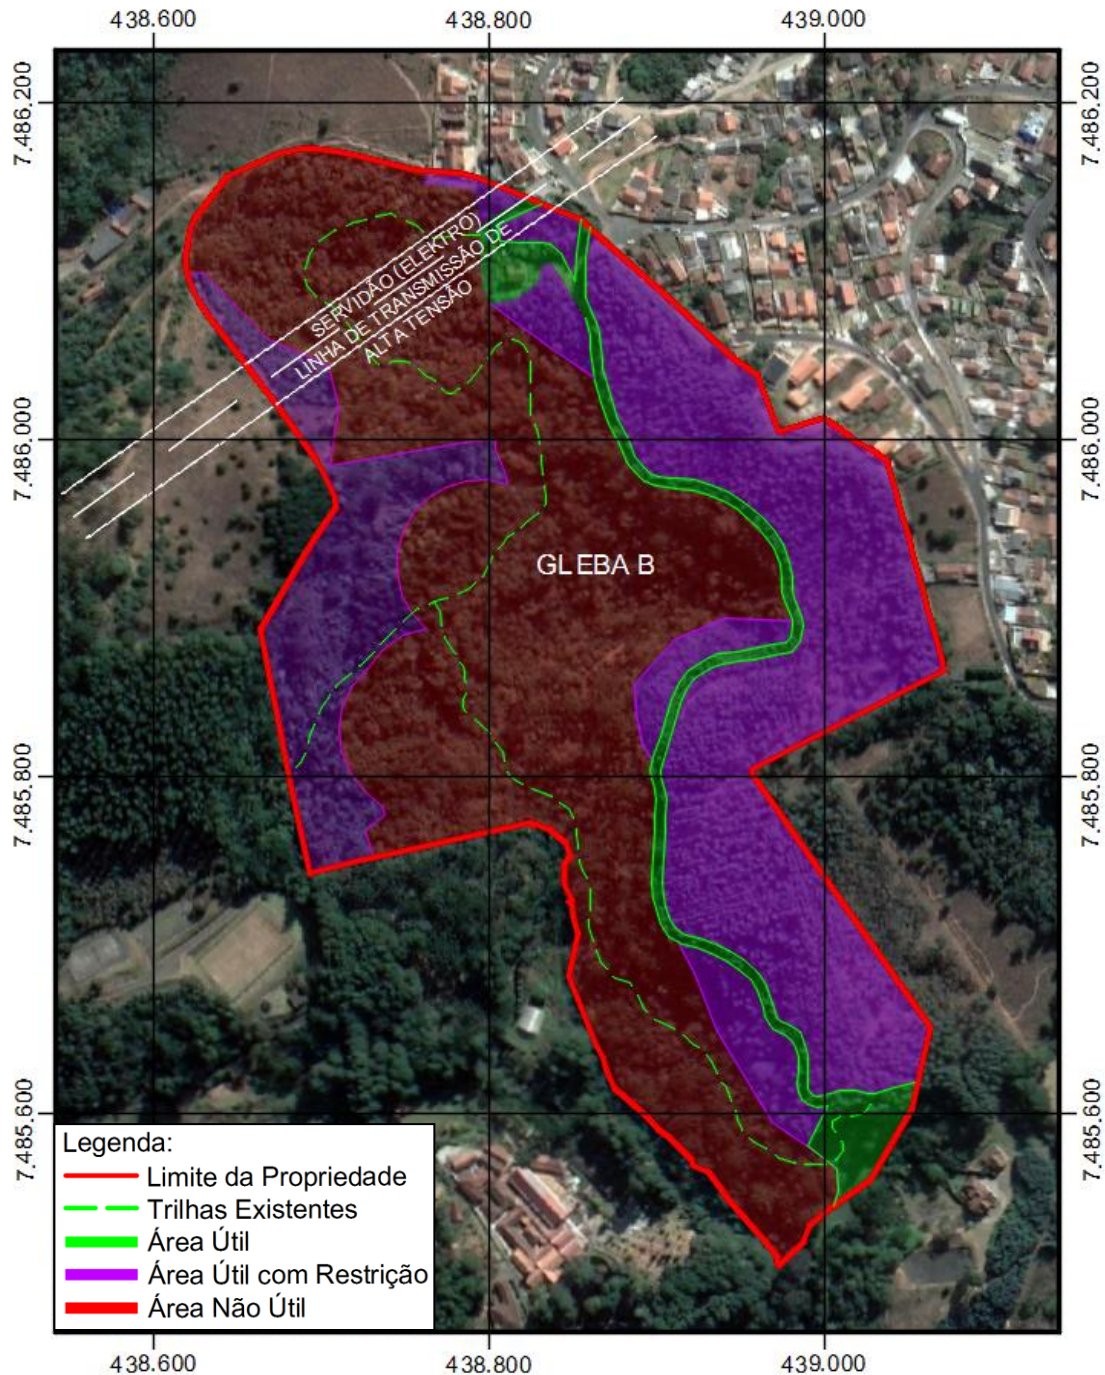 438.600 438.800 439.000
7.486.200 7.486.200
SERVIDÃO (ELEKTRO)
LINHA DE TRANSMISSÃO DE
ALTA TENSÃO
7.486.000 7.486.000
GLEBA B
7.485.800 7.485.800
7.485.600 7.485.600
Legenda:
Limite da Propriedade
Trilhas Existentes
Área Útil
Área Útil com Restrição
Área Não Útil
438.600 438.800 439.000